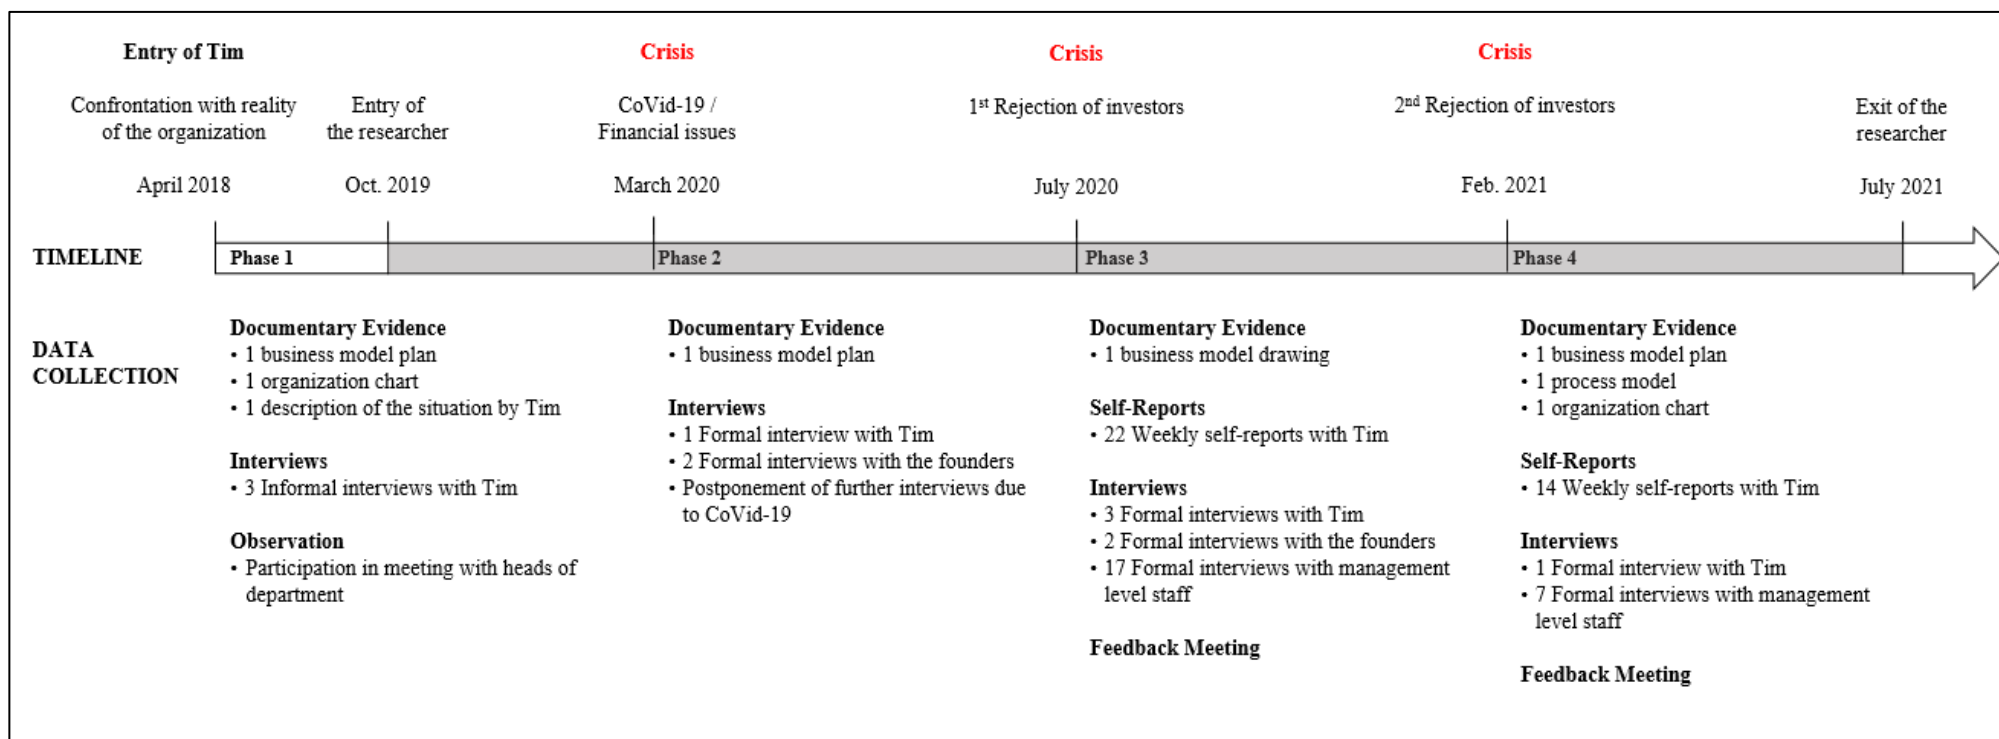 Entry of Tim
Confrontation with reality
of the organization
April 2018
Entry of
the researcher
Oct. 2019
Crisis
CoVid-19 /
Financial issues
March 2020
Crisis
1st Rejection of investors
July 2020
Crisis
2nd Rejection of investors
Feb. 2021
Exit of the
researcher
July 2021
TIMELINE
Phase 1
Phase 2
Phase 3
Phase 4
DATA
COLLECTION
Documentary Evidence
• 1 business model plan
• 1 organization chart
• 1 description of the situation by Tim
Interviews
• 3 Informal interviews with Tim
Observation
• Participation in meeting with heads of
department
Documentary Evidence
• 1 business model plan
Interviews
• 1 Formal interview with Tim
• 2 Formal interviews with the founders
• Postponement of further interviews due
to CoVid-19
Documentary Evidence
• 1 business model drawing
Self-Reports
• 22 Weekly self-reports with Tim
Interviews
• 3 Formal interviews with Tim
• 2 Formal interviews with the founders
• 17 Formal interviews with management
level staff
Feedback Meeting
Documentary Evidence
• 1 business model plan
• 1 process model
• 1 organization chart
Self-Reports
• 14 Weekly self-reports with Tim
Interviews
• 1 Formal interview with Tim
• 7 Formal interviews with management
level staff
Feedback Meeting